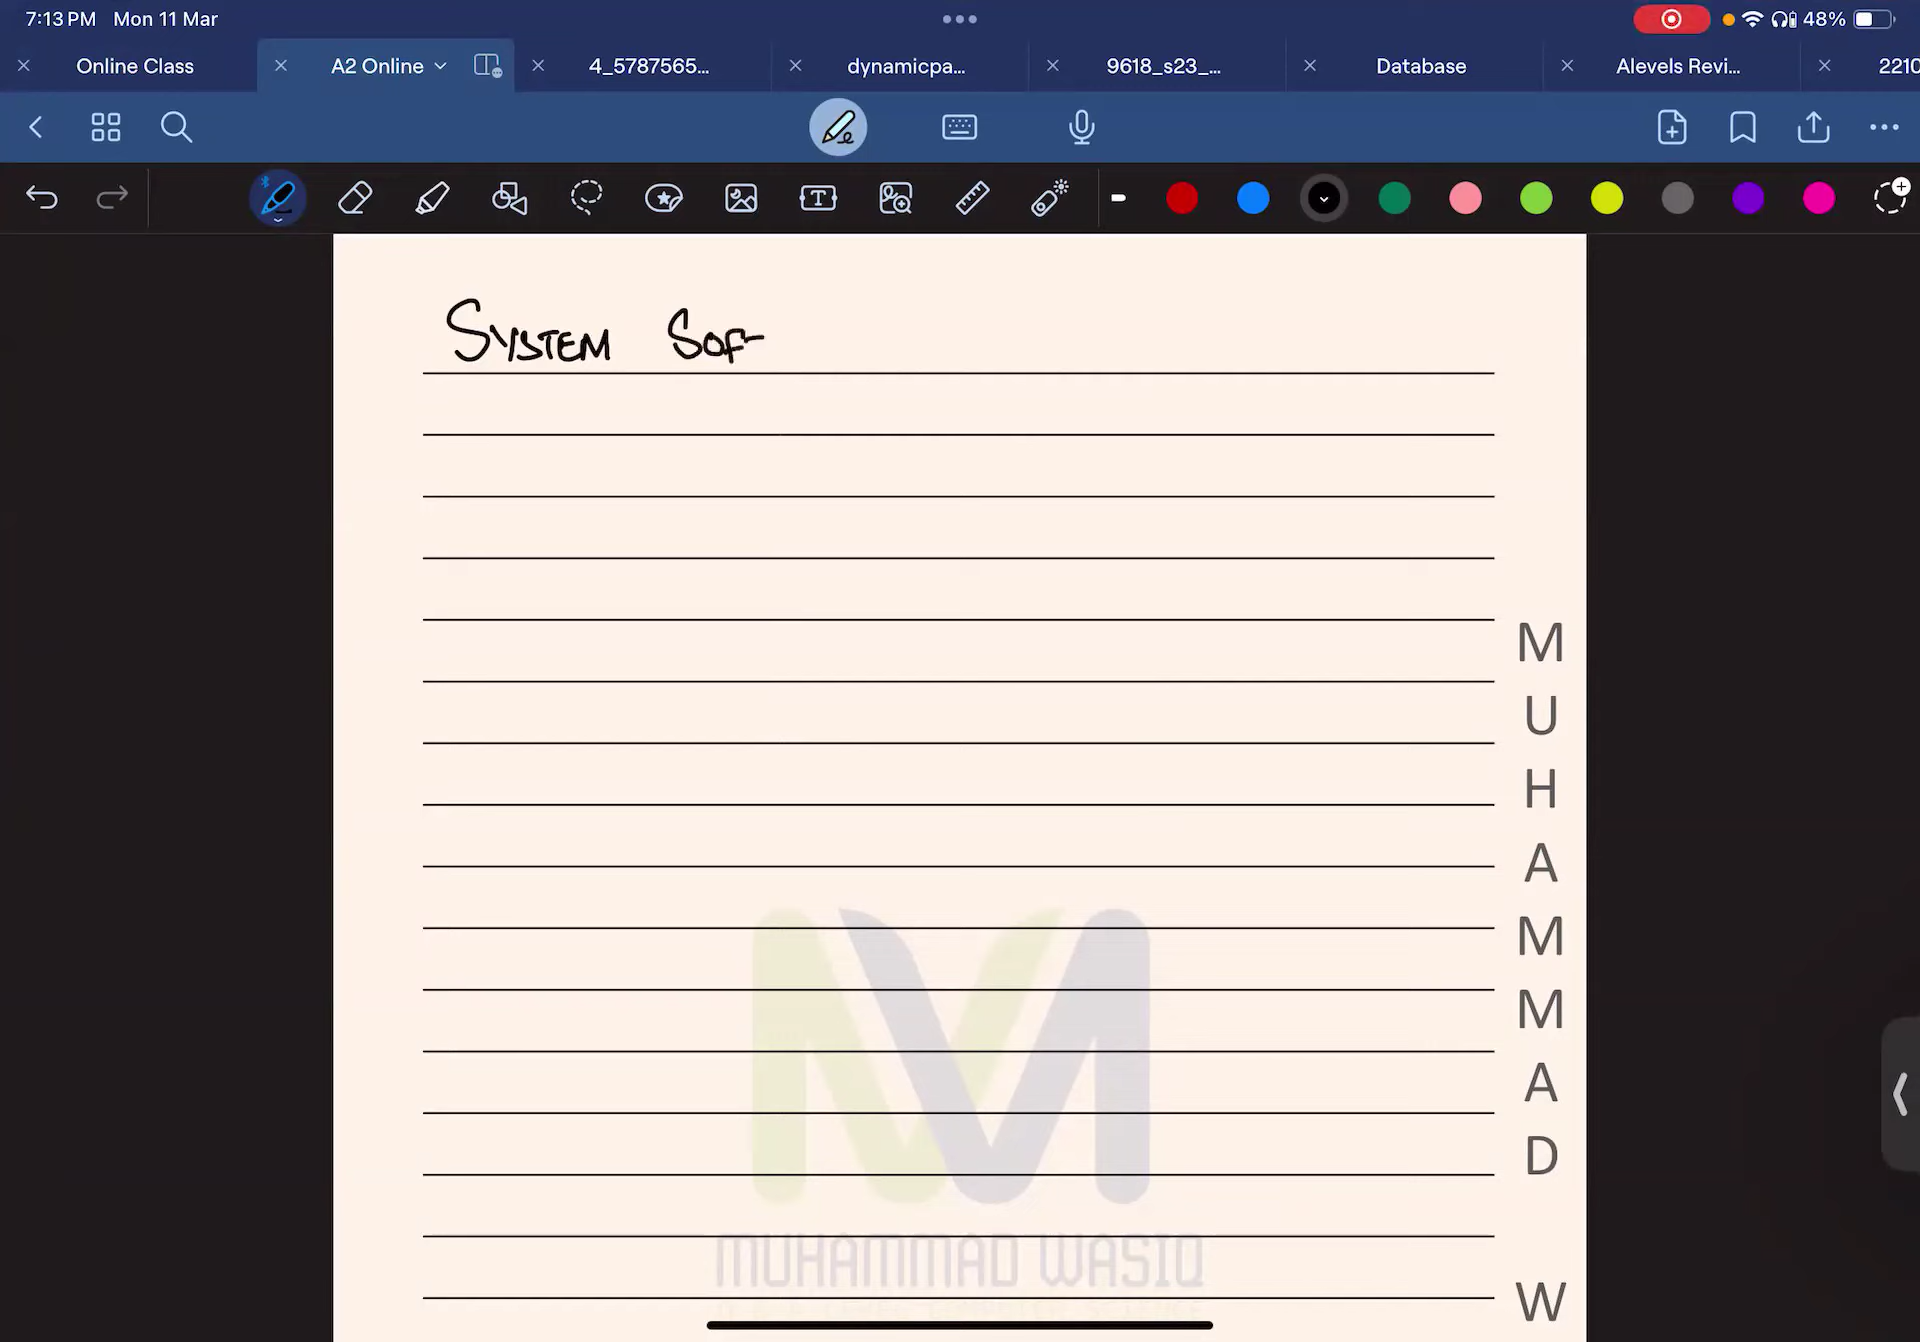 7:13 PM Mon 11 Mar
48%
Online Class
A2 Online
4_5787565...
dynamicpa...
9618_s23_...
Database
Alevels Revi...
2210
T
SYSTEM SOF
M
U
H
A
M
M
A
D
W
MUHAMMAD WASIQ